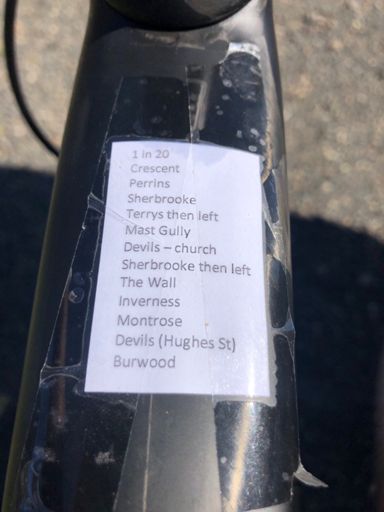 1 in 20
Crescent
Perrins
Sherbrooke
Terrys then left
Mast Gully
Devils – church
Sherbrooke then left
The Wall
Inverness
Montrose
Devils (Hughes St)
Burwood